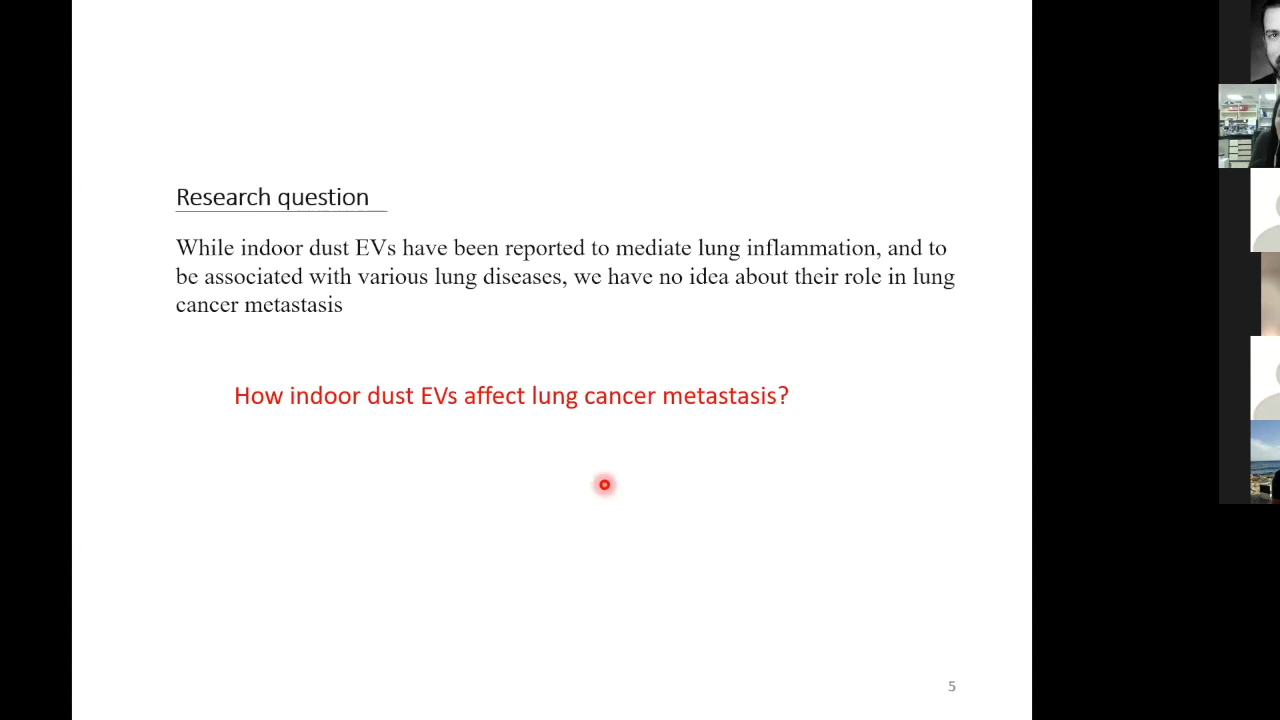 Research question
While indoor dust EVs have been reported to mediate lung inflammation, and to
be associated with various lung diseases, we have no idea about their role in lung
cancer metastasis
How indoor dust EVs affect lung cancer metastasis?
5